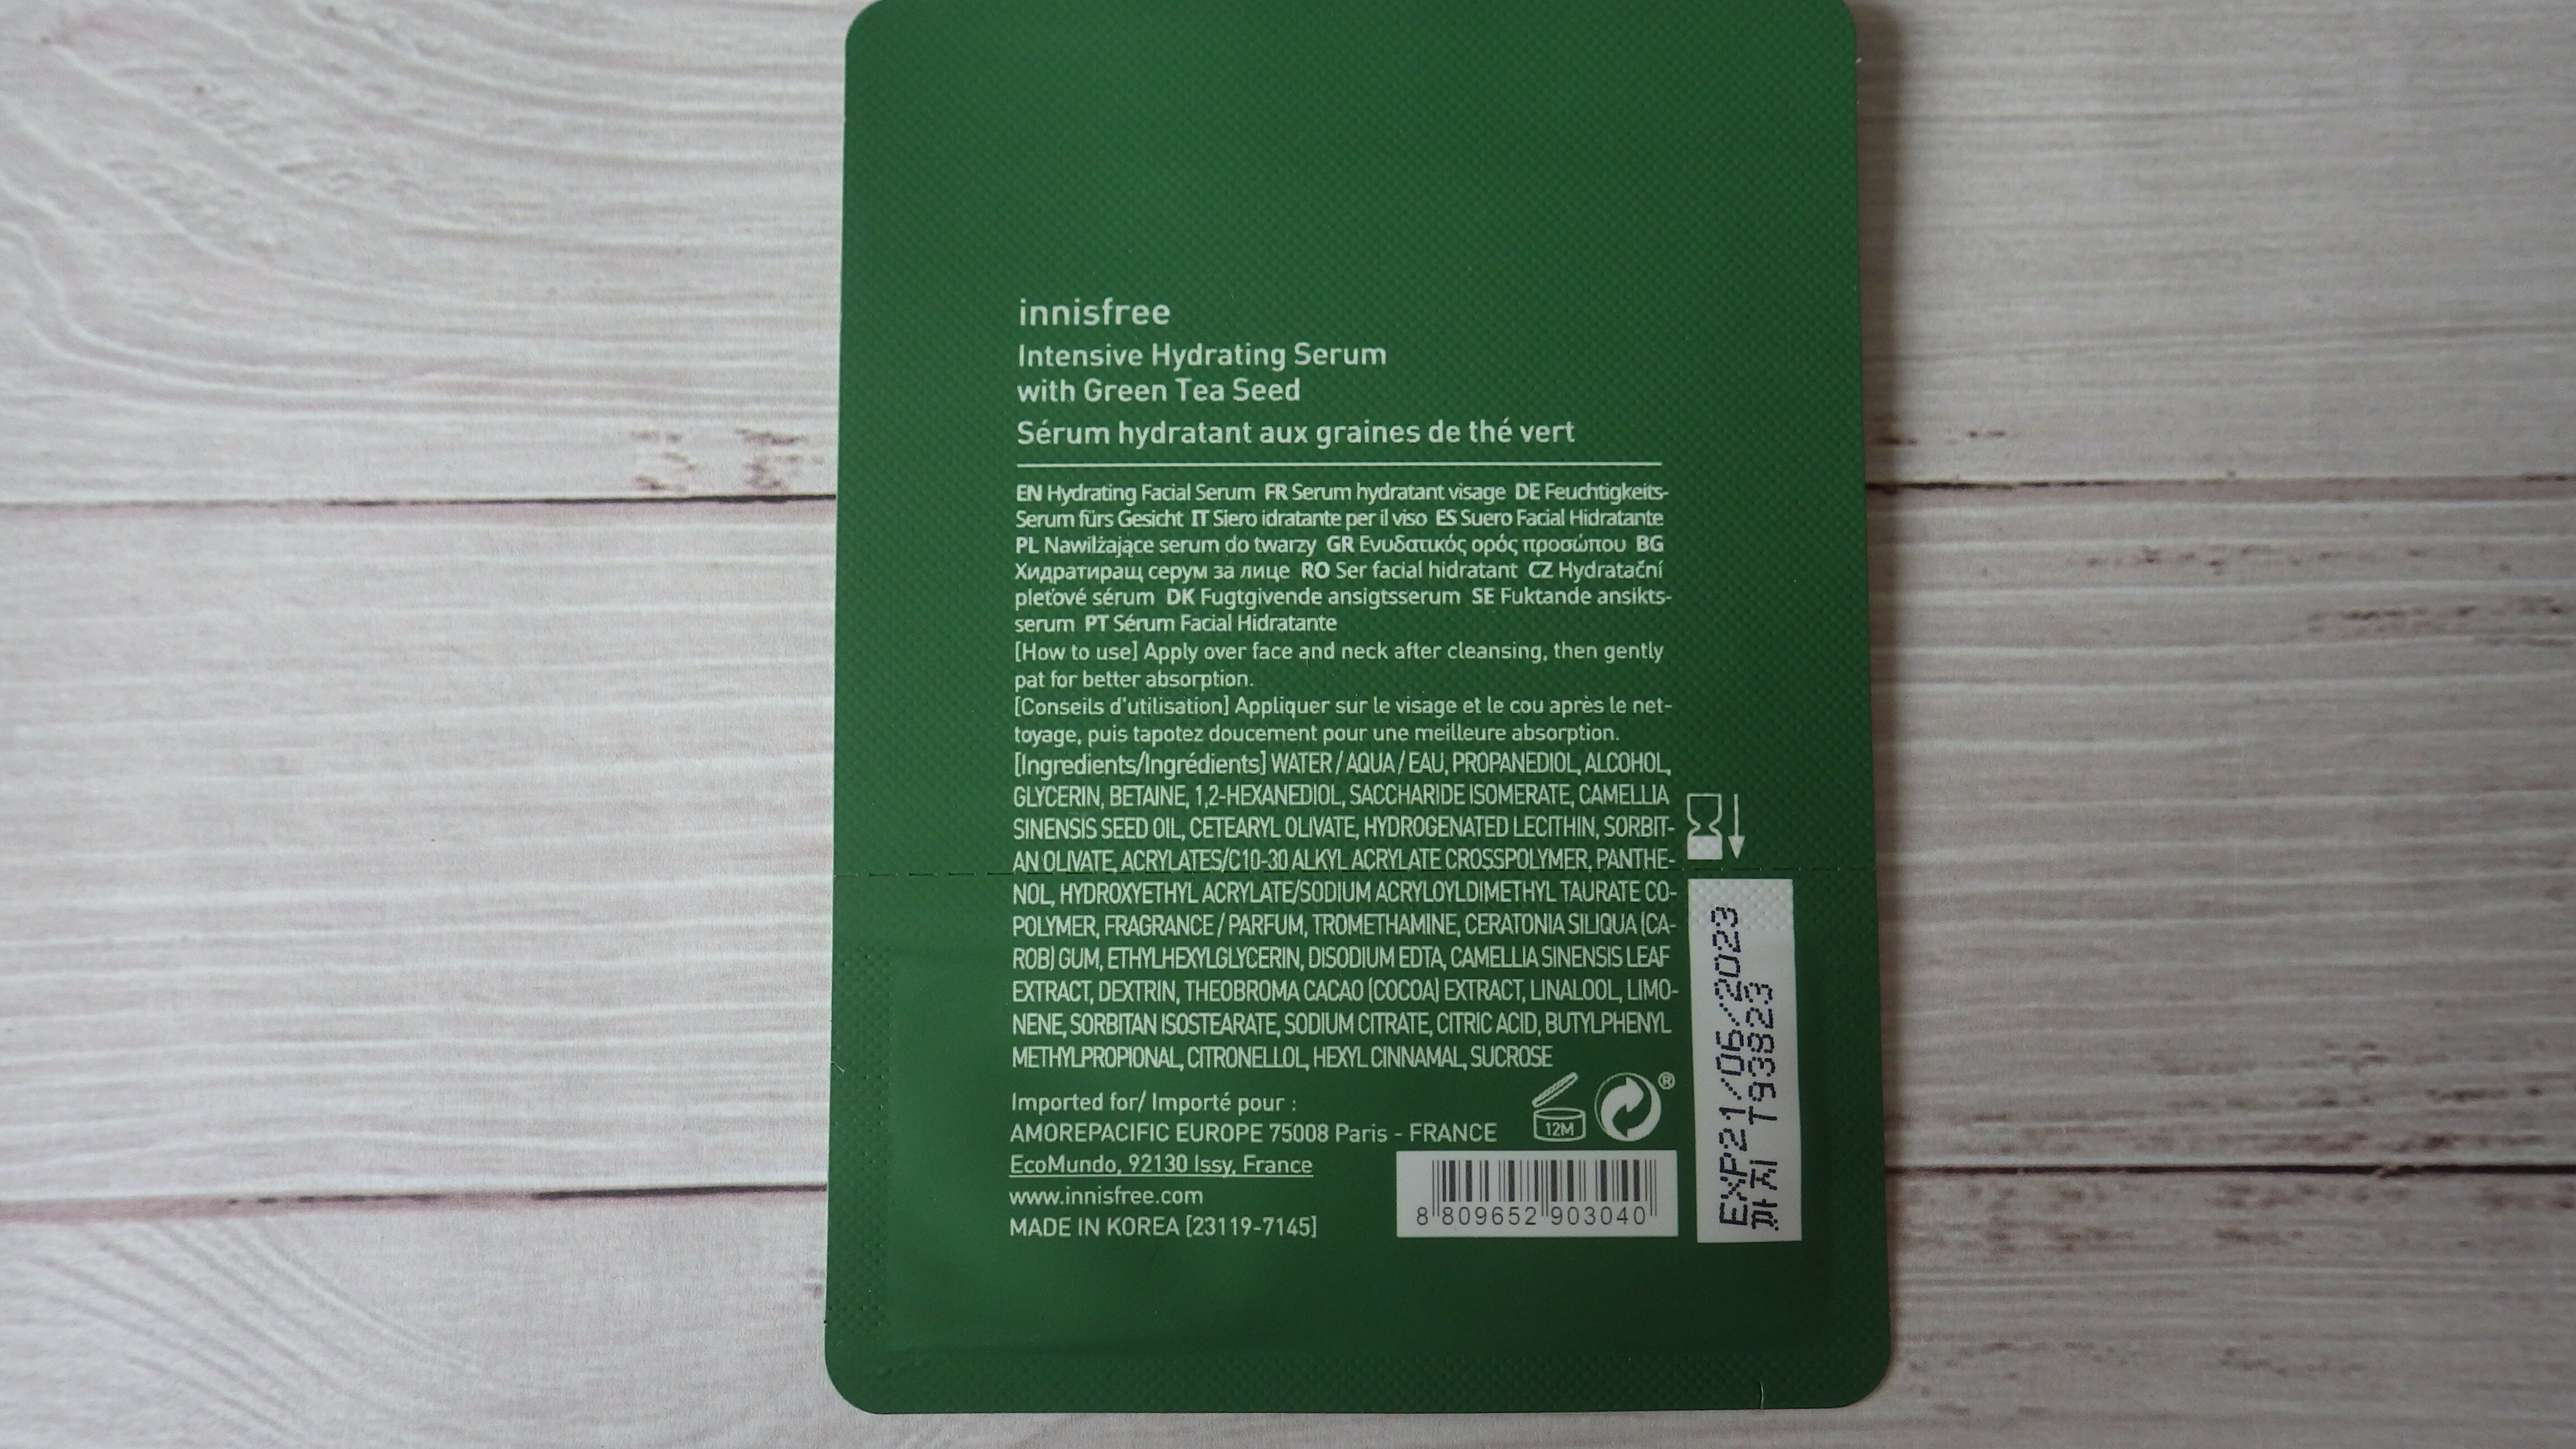 innisfree
Intensive Hydrating Serum
with Green Tea Seed
Sérum hydratant aux graines de thé vert
EN Hydrating Facial Serum FR Serum hydratant visage DE Feuchtigkeits-
Serum fürs Gesicht IT Siero idratante per il viso ES Suero Facial Hidratante
PL Nawilżające serum do twarzy GR Ενυδατικός ορός προσώπου BG
Хидратиращ серум за лице RO Ser facial hidratant CZ Hydratační
pleťové sérum DK Fugtgivende ansigtsserum SE Fuktande ansikts-
serum PT Sérum Facial Hidratante
[How to use] Apply over face and neck after cleansing, then gently
pat for better absorption.
[Conseils d'utilisation] Appliquer sur le visage et le cou après le net-
toyage, puis tapotez doucement pour une meilleure absorption.
[Ingredients/Ingrédients] WATER / AQUA / EAU, PROPANEDIOL, ALCOHOL,
GLYCERIN, BETAINE, 1,2-HEXANEDIOL, SACCHARIDE ISOMERATE, CAMELLIA
SINENSIS SEED OIL, CETEARYL OLIVATE, HYDROGENATED LECITHIN, SORBIT-
AN OLIVATE, ACRYLATES/C10-30 ALKYL ACRYLATE CROSSPOLYMER, PANTHE-
NOL, HYDROXYETHYL ACRYLATE/SODIUM ACRYLOYLDIMETHYL TAURATE CO-
POLYMER, FRAGRANCE / PARFUM, TROMETHAMINE, CERATONIA SILIQUA (CA-
ROB) GUM, ETHYLHEXYLGLYCERIN, DISODIUM EDTA, CAMELLIA SINENSIS LEAF
EXTRACT, DEXTRIN, THEOBROMA CACAO (COCOA) EXTRACT, LINALOOL, LIMO-
NENE, SORBITAN ISOSTEARATE, SODIUM CITRATE, CITRIC ACID, BUTYLPHENYL
METHYLPROPIONAL, CITRONELLOL, HEXYL CINNAMAL, SUCROSE
Imported for/ Importé pour :
AMOREPACIFIC EUROPE 75008 Paris - FRANCE
EcoMundo, 92130 Issy, France
www.innisfree.com
MADE IN KOREA [23119-7145]
12M
®
8 809652 903040
EXP21/06/2023
까지 T93823